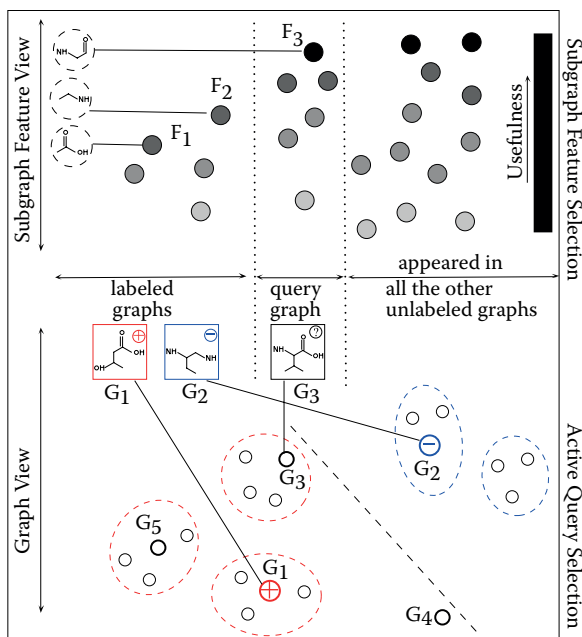 Subgraph Feature View
NH
O
F3
NH
F2
O
OH
F1
Usefulness
Subgraph Feature Selection
labeled
graphs
query
graph
appeared in
all the other
unlabeled graphs
O
OH
HO
+
NH
NH
−
NH
O
OH
?
G1
G2
G3
Graph View
G3
−
G2
G5
G1
+
G4
Active Query Selection